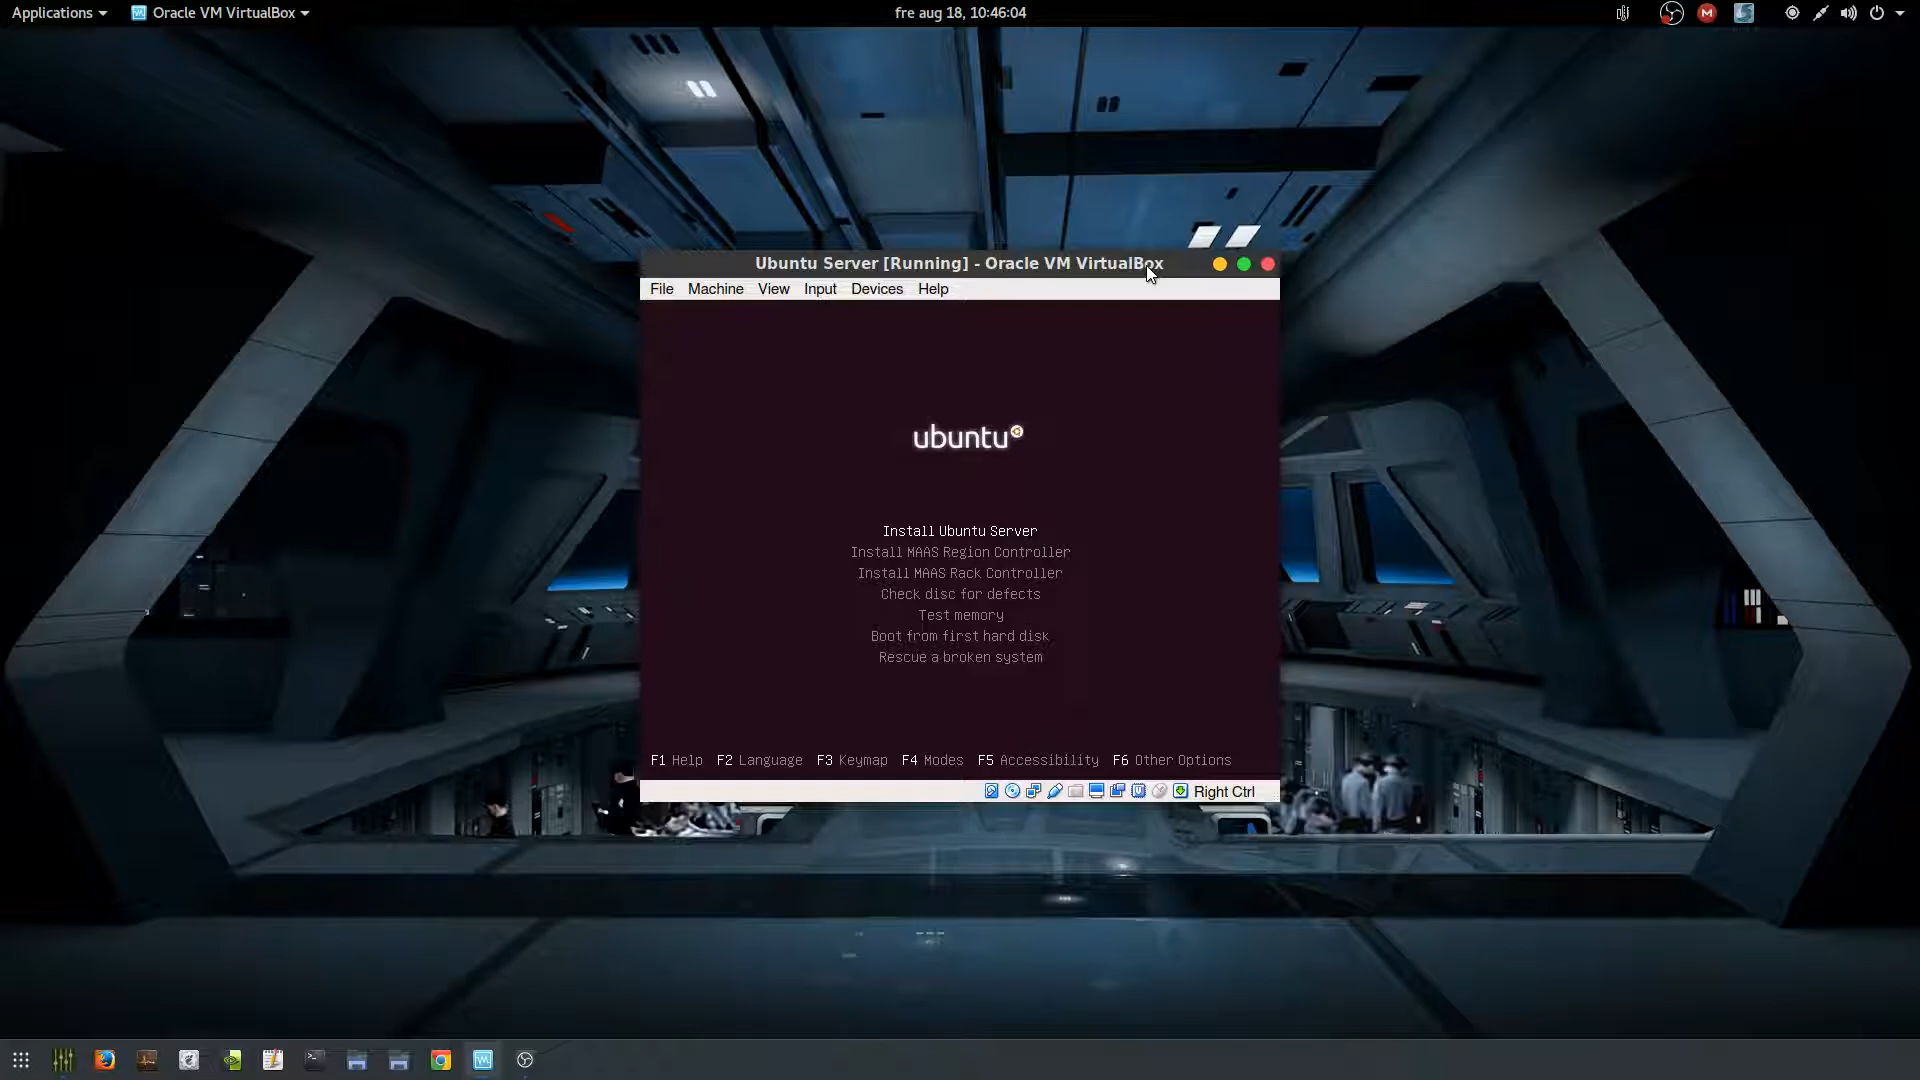 Applications Oracle VM VirtualBox fre aug 18, 10:46:04
Ubuntu Server [Running] - Oracle VM VirtualBox
File Machine View Input Devices Help
ubuntu
Install Ubuntu Server
Install MAAS Region Controller
Install MAAS Rack Controller
Check disc for defects
Test memory
Boot from first hard disk
Rescue a broken system
F1 Help F2 Language F3 Keymap F4 Modes F5 Accessibility F6 Other Options
Right Ctrl